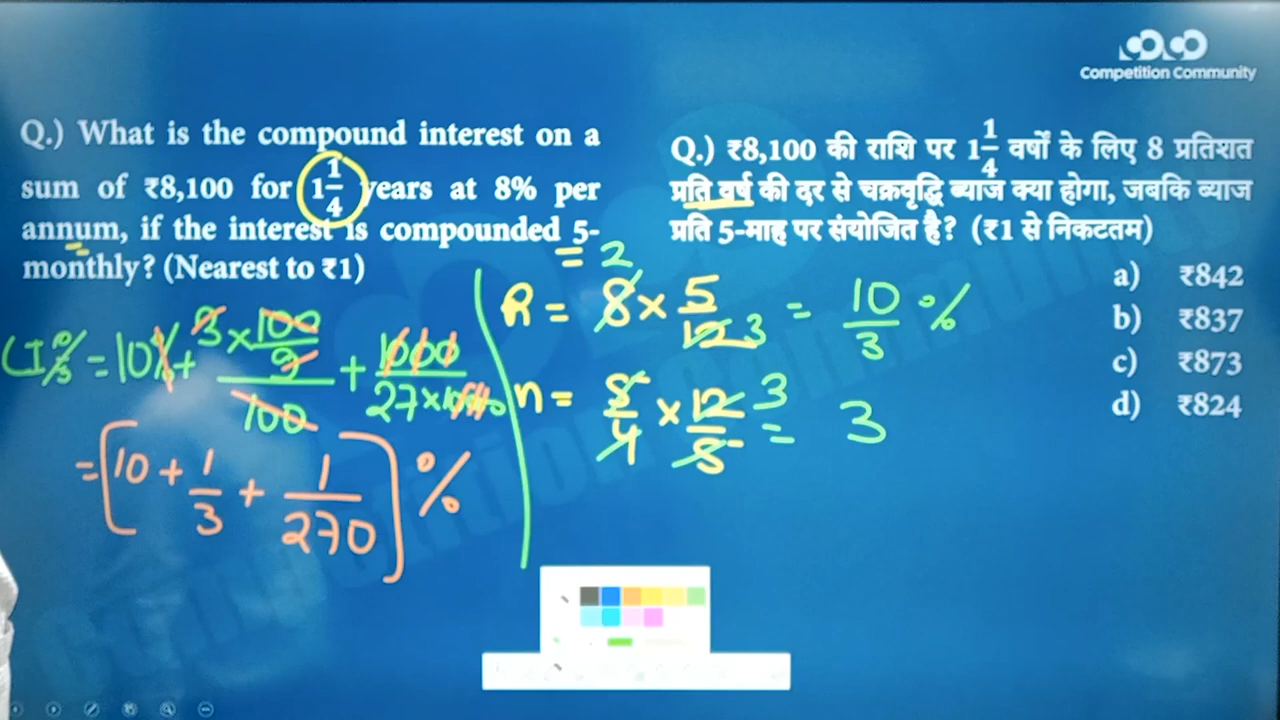 Competition Community
Q.) What is the compound interest on a
sum of ₹8,100 for 1 1/4 years at 8% per
annum, if the interest is compounded 5-
monthly? (Nearest to ₹1)
Q.) ₹8,100 की राशि पर 1 1/4 वर्षों के लिए 8 प्रतिशत
प्रति वर्ष की दर से चक्रवृद्धि ब्याज क्या होगा, जबकि ब्याज
प्रति 5-माह पर संयोजित है? (₹1 से निकटतम)
a) ₹842
b) ₹837
c) ₹873
d) ₹824
CI% = 10% + 3 × 100/9 / 100 + 1000 / 27×
= [10 + 1/3 + 1/270] %
2
R = 8 × 5/12 3 = 10/3 %
n = 5/4 × 12/5 3 = 3